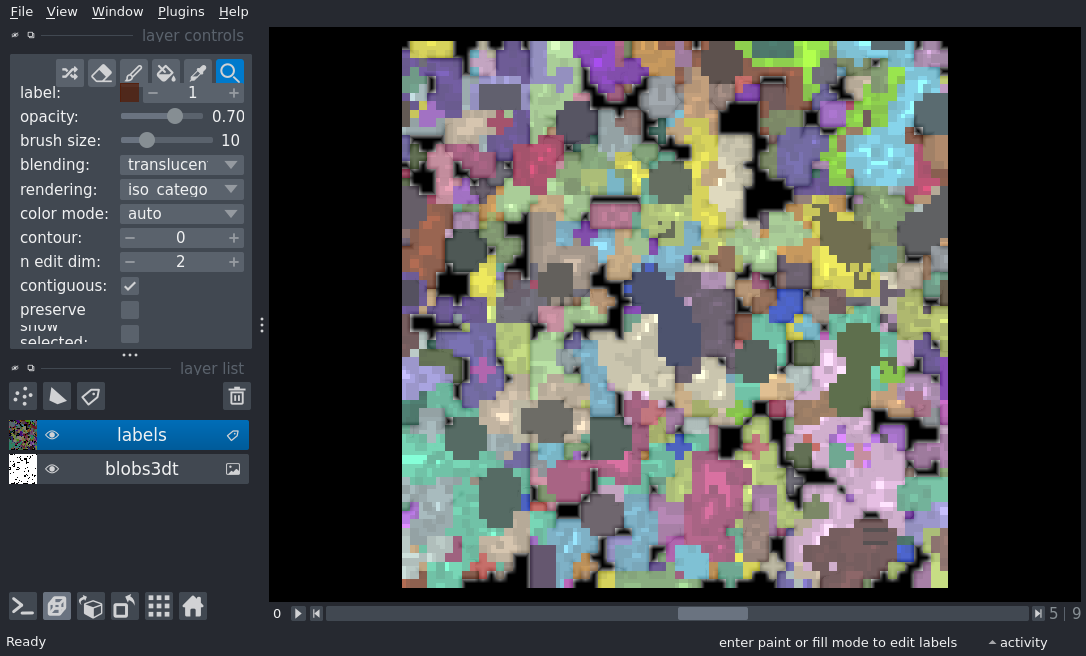 File View Window Plugins Help
layer controls
label: 1
opacity: 0.70
brush size: 10
blending: translucen
rendering: iso_catego
color mode: auto
contour: 0
n edit dim: 2
contiguous:
preserve
show
selected:
layer list
labels
blobs3dt
0 5 | 9
Ready enter paint or fill mode to edit labels activity